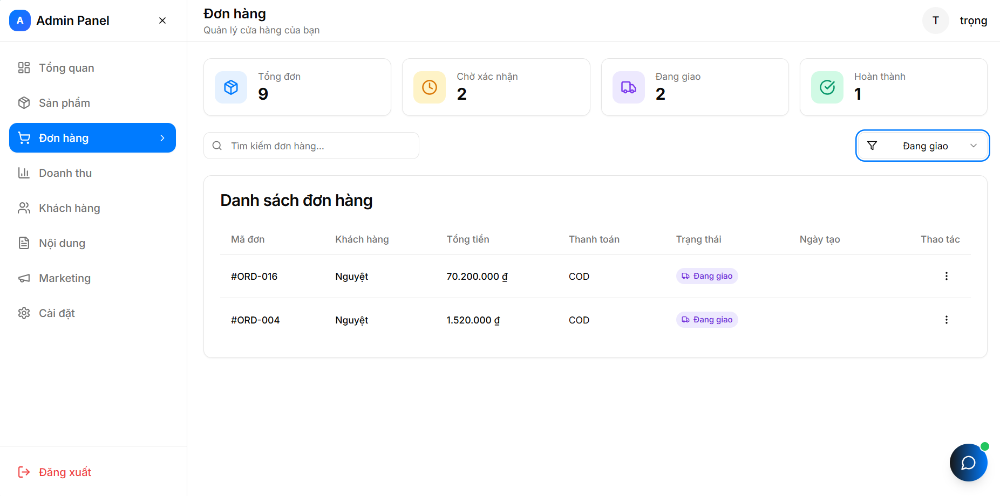 A Admin Panel
Tổng quan
Sản phẩm
Đơn hàng
Doanh thu
Khách hàng
Nội dung
Marketing
Cài đặt
Đăng xuất
Đơn hàng
Quản lý cửa hàng của bạn
T trọng
Tổng đơn
9
Chờ xác nhận
2
Đang giao
2
Hoàn thành
1
Tìm kiếm đơn hàng...
Đang giao
Danh sách đơn hàng
Mã đơn Khách hàng Tổng tiền Thanh toán Trạng thái Ngày tạo Thao tác
#ORD-016 Nguyệt 70.200.000 ₫ COD Đang giao
#ORD-004 Nguyệt 1.520.000 ₫ COD Đang giao